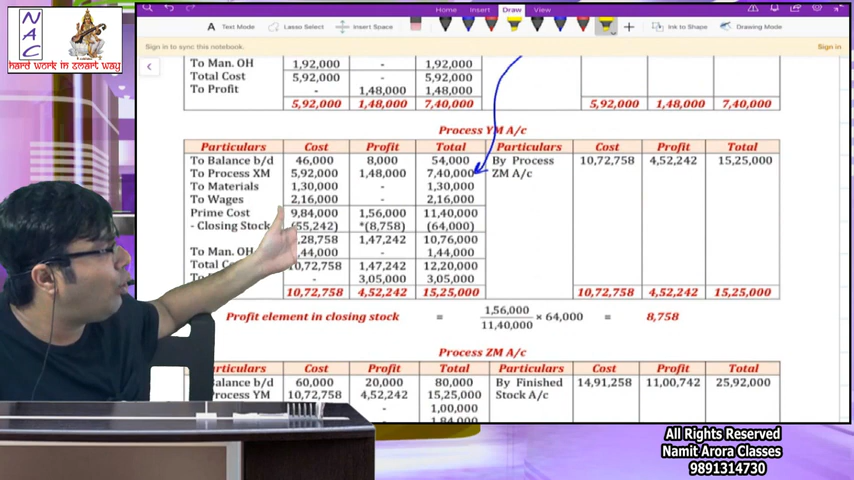 Home Insert Draw View
Text Mode Lasso Select Insert Space Ink to Shape Drawing Mode
Sign in to sync this notebook. Sign in
NAC
hard work in smart way
To Man. OH 1,92,000 - 1,92,000
Total Cost 5,92,000 5,92,000
To Profit - 1,48,000 1,48,000
5,92,000 1,48,000 7,40,000 5,92,000 1,48,000 7,40,000
Process YM A/c
Particulars Cost Profit Total Particulars Cost Profit Total
To Balance b/d 46,000 8,000 54,000 By Process 10,72,758 4,52,242 15,25,000
To Process XM 5,92,000 1,48,000 7,40,000 ZM A/c
To Materials 1,30,000 - 1,30,000
To Wages 2,16,000 - 2,16,000
Prime Cost 9,84,000 1,56,000 11,40,000
- Closing Stock (55,242) *(8,758) (64,000)
,28,758 1,47,242 10,76,000
To Man. OH ,44,000 - 1,44,000
Total 10,72,758 1,47,242 12,20,000
- 3,05,000 3,05,000
10,72,758 4,52,242 15,25,000 10,72,758 4,52,242 15,25,000
Profit element in closing stock = 1,56,000 / 11,40,000 × 64,000 = 8,758
Process ZM A/c
articulars Cost Profit Total Particulars Cost Profit Total
Balance b/d 60,000 20,000 80,000 By Finished 14,91,258 11,00,742 25,92,000
Process YM 10,72,758 4,52,242 15,25,000 Stock A/c
- 1,00,000
All Rights Reserved
Namit Arora Classes
9891314730